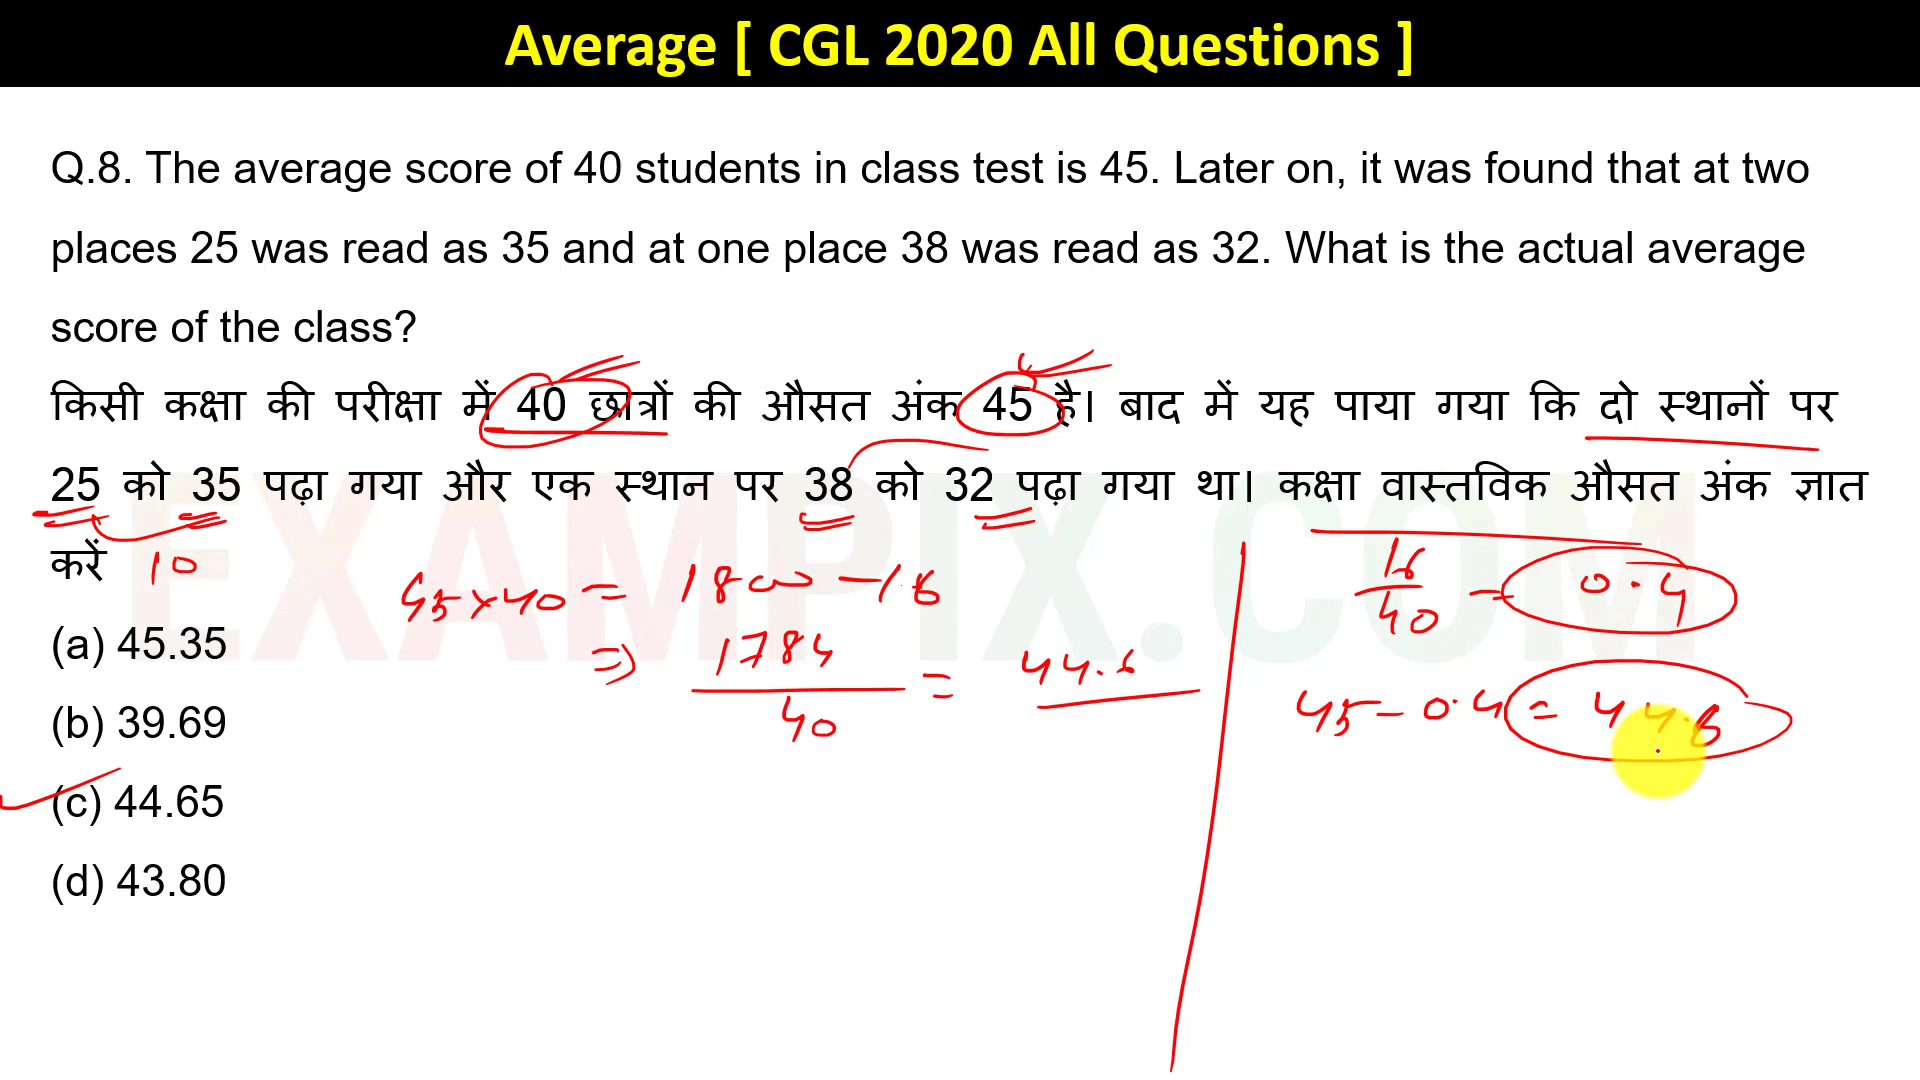 Average [ CGL 2020 All Questions ]
Q.8. The average score of 40 students in class test is 45. Later on, it was found that at two
places 25 was read as 35 and at one place 38 was read as 32. What is the actual average
score of the class?
किसी कक्षा की परीक्षा में 40 छात्रों की औसत अंक 45 है। बाद में यह पाया गया कि दो स्थानों पर
25 को 35 पढ़ा गया और एक स्थान पर 38 को 32 पढ़ा गया था। कक्षा वास्तविक औसत अंक ज्ञात
करें
10
(a) 45.35
(b) 39.69
(c) 44.65
(d) 43.80
45 x 40 = 1800 - 16
=> 1784
40
= 44.6
16
40
= 0.4
45 - 0.4 = 44.6
EXAMPIX.COM